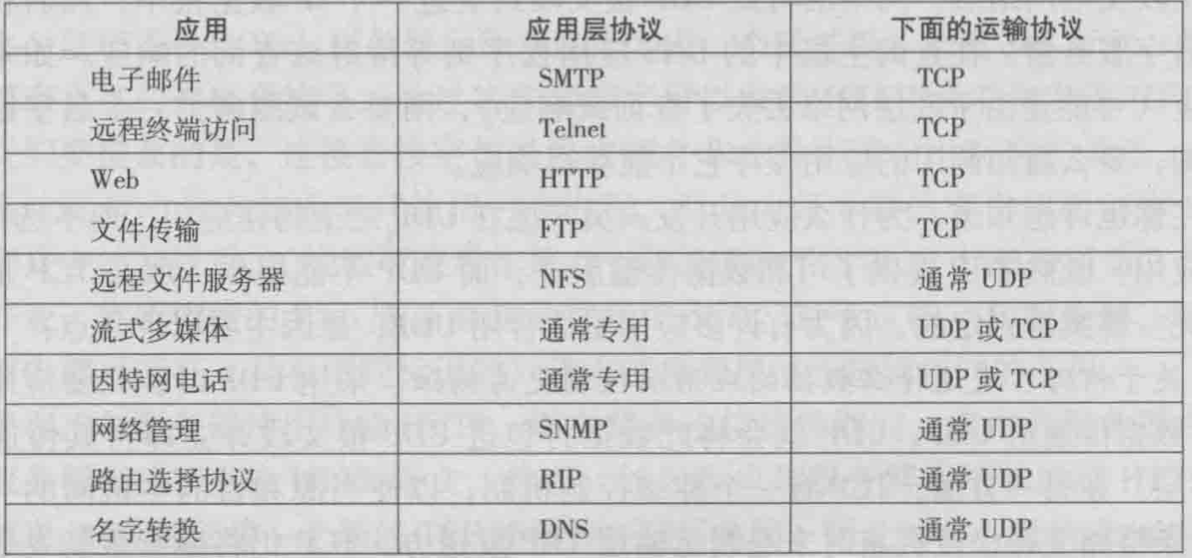 应用 应用层协议 下面的运输协议
电子邮件 SMTP TCP
远程终端访问 Telnet TCP
Web HTTP TCP
文件传输 FTP TCP
远程文件服务器 NFS 通常 UDP
流式多媒体 通常专用 UDP 或 TCP
因特网电话 通常专用 UDP 或 TCP
网络管理 SNMP 通常 UDP
路由选择协议 RIP 通常 UDP
名字转换 DNS 通常 UDP